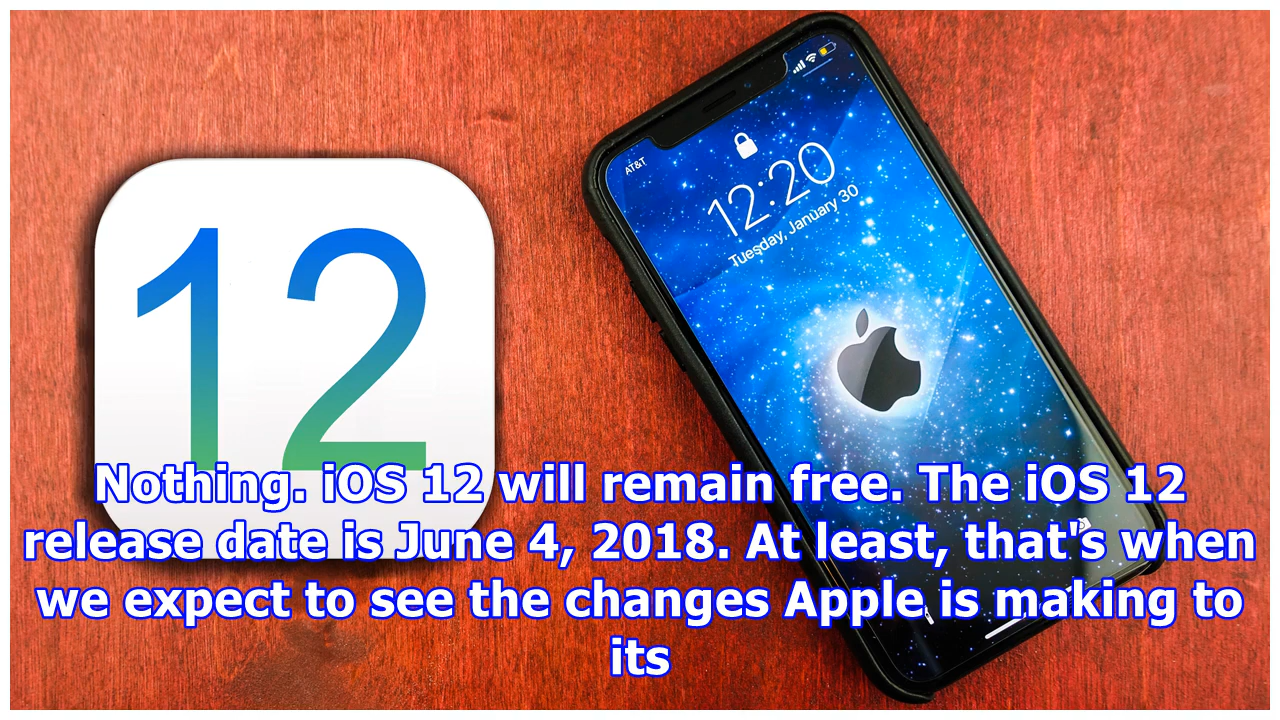 12
AT&T
12:20
Tuesday, January 30
Nothing. iOS 12 will remain free. The iOS 12
release date is June 4, 2018. At least, that's when
we expect to see the changes Apple is making to
its